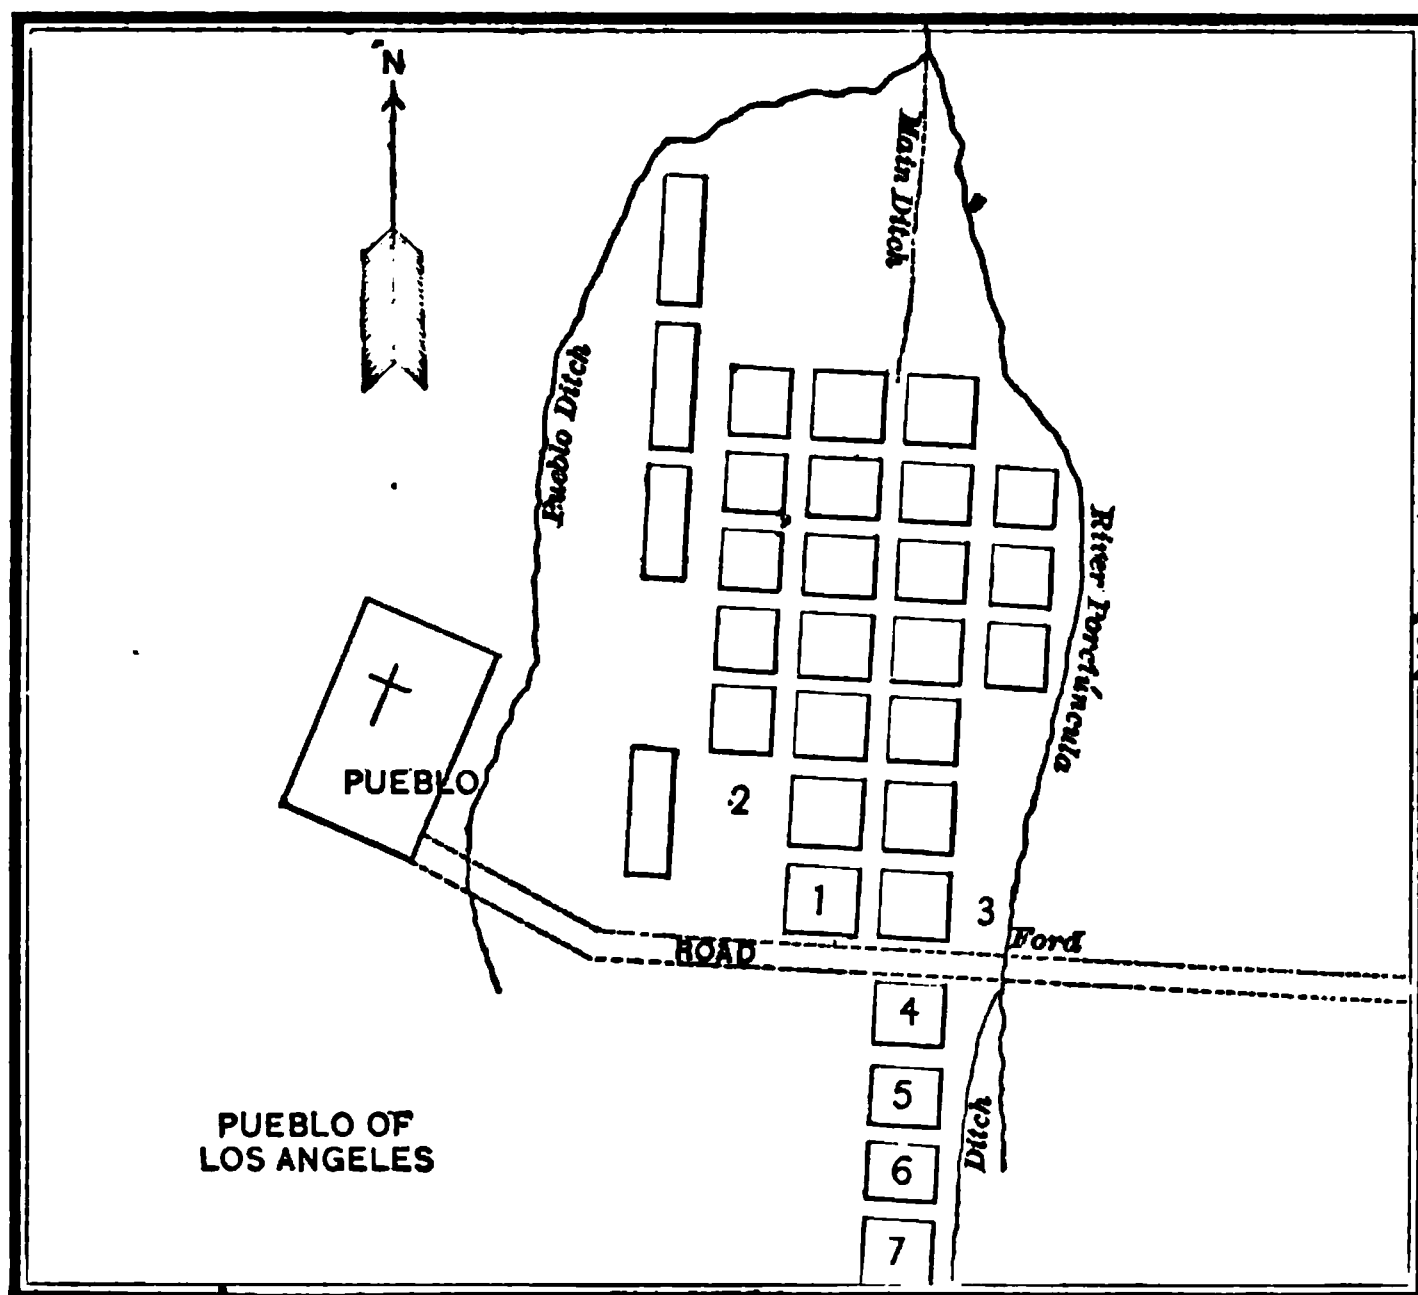 N
Main Ditch
Pueblo Ditch
River Porciúncula
PUEBLO
2
1
3
Ford
ROAD
4
5
Ditch
6
7
PUEBLO OF
LOS ANGELES